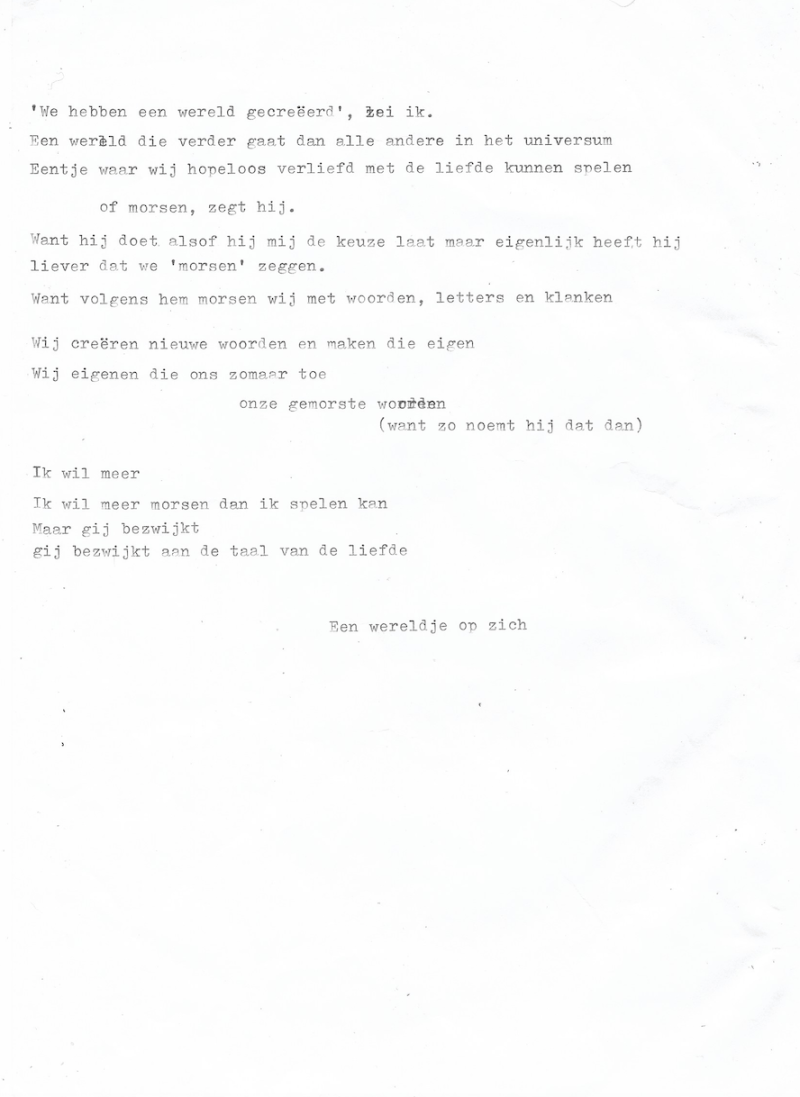 'We hebben een wereld gecreëerd', zei ik.
Een wereld die verder gaat dan alle andere in het universum
Eentje waar wij hopeloos verliefd met de liefde kunnen spelen
of morsen, zegt hij.
Want hij doet alsof hij mij de keuze laat maar eigenlijk heeft hij
liever dat we 'morsen' zeggen.
Want volgens hem morsen wij met woorden, letters en klanken
Wij creëren nieuwe woorden en maken die eigen
Wij eigenen die ons zomaar toe
onze gemorste woorden
(want zo noemt hij dat dan)
Ik wil meer
Ik wil meer morsen dan ik spelen kan
Maar gij bezwijkt
gij bezwijkt aan de taal van de liefde
Een wereldje op zich